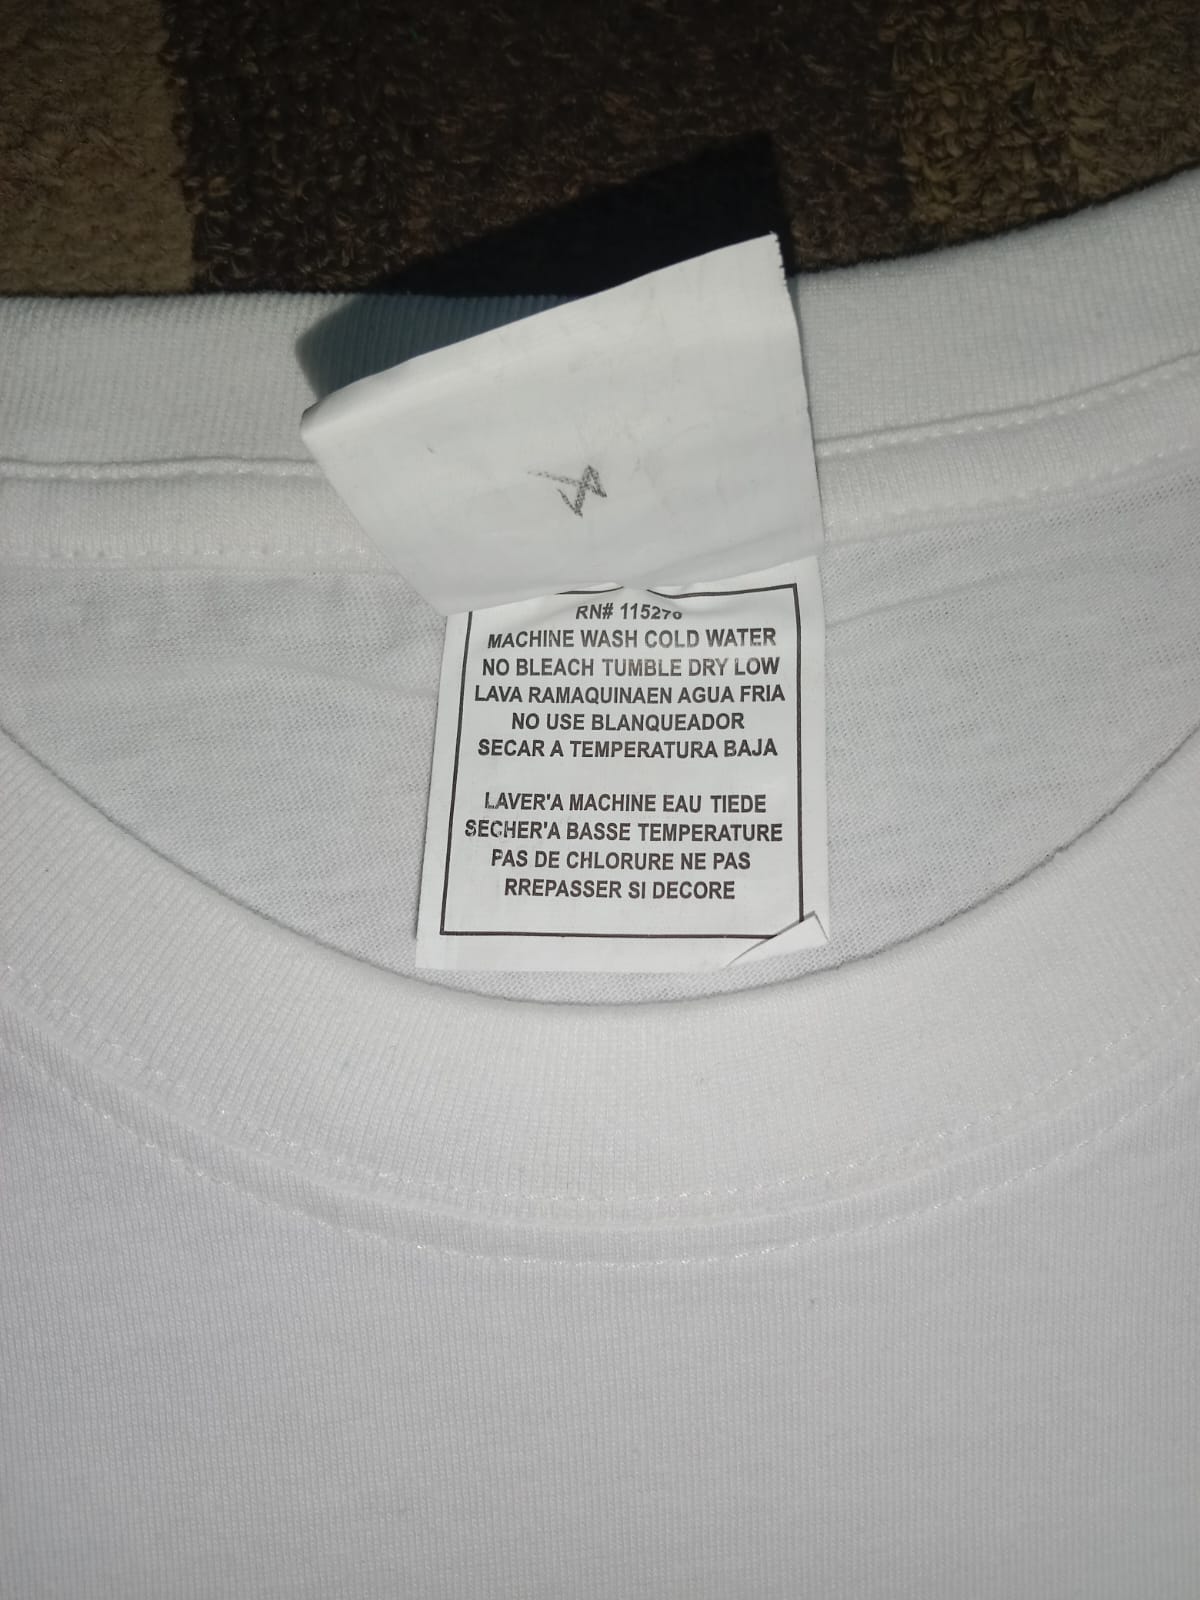 RN# 115276
MACHINE WASH COLD WATER
NO BLEACH TUMBLE DRY LOW
LAVA RAMAQUINAEN AGUA FRIA
NO USE BLANQUEADOR
SECAR A TEMPERATURA BAJA
LAVER'A MACHINE EAU TIEDE
SECHER'A BASSE TEMPERATURE
PAS DE CHLORURE NE PAS
RREPASSER SI DECORE